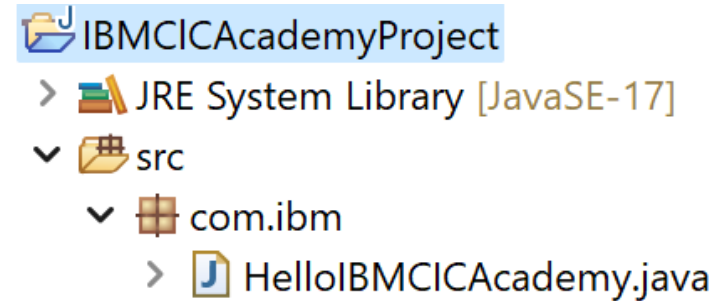 IBMCICAcademyProject
JRE System Library [JavaSE-17]
src
com.ibm
HelloIBMCICAcademy.java